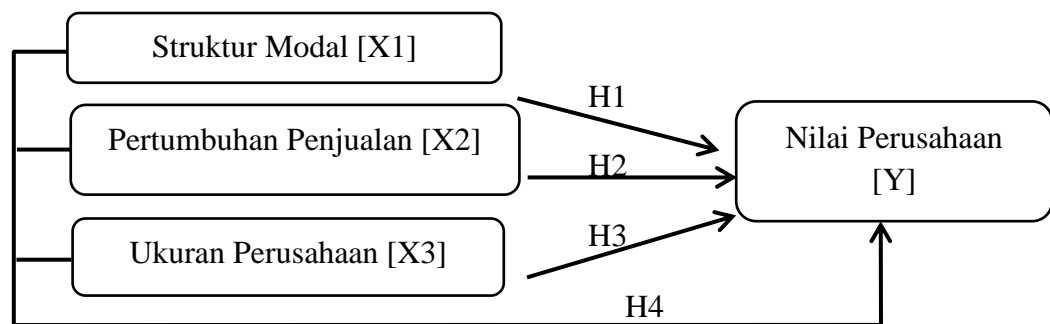 Struktur Modal [X1]
H1
Pertumbuhan Penjualan [X2]
Nilai Perusahaan
[Y]
H2
Ukuran Perusahaan [X3]
H3
H4